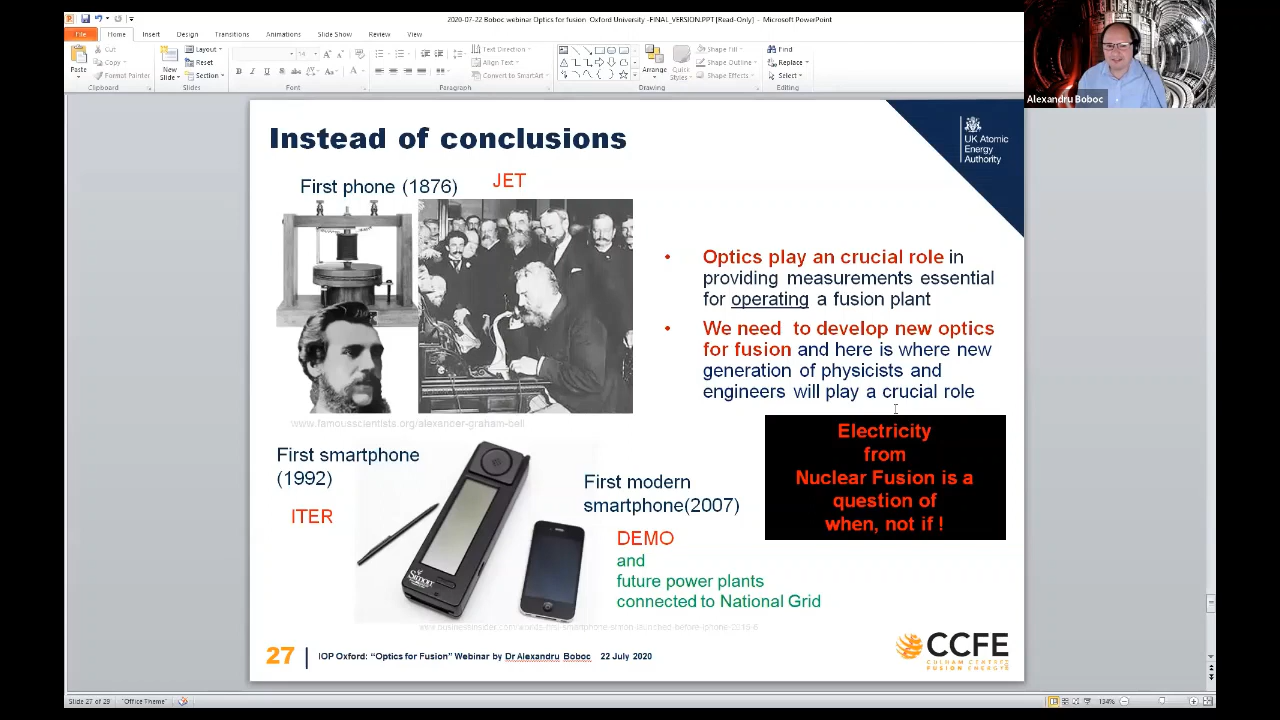 2020-07-22 Boboc webinar Optics for fusion Oxford University -FINAL_VERSION.PPT [Read-Only] - Microsoft PowerPoint
File Home Insert Design Transitions Animations Slide Show Review View
Paste
Cut
Copy
Format Painter
Clipboard
New
Slide
Layout
Reset
Section
Slides
Font
Paragraph
Text Direction
Align Text
Convert to SmartArt
Arrange
Quick
Styles
Shape Fill
Shape Outline
Shape Effects
Drawing
Find
Replace
Select
Editing
Alexandru Boboc
Instead of conclusions
UK Atomic
Energy
Authority
First phone (1876)
JET
www.famousscientists.org/alexander-graham-bell
• Optics play an crucial role in
providing measurements essential
for operating a fusion plant
• We need to develop new optics
for fusion and here is where new
generation of physicists and
engineers will play a crucial role
Electricity
from
Nuclear Fusion is a
question of
when, not if !
First smartphone
(1992)
ITER
Simon
First modern
smartphone(2007)
DEMO
and
future power plants
connected to National Grid
27
IOP Oxford: “Optics for Fusion” Webinar by Dr Alexandru Boboc 22 July 2020
CCFE
CULHAM CENTRE
FUSION ENERGY
Slide 27 of 29
"Office Theme"
134%